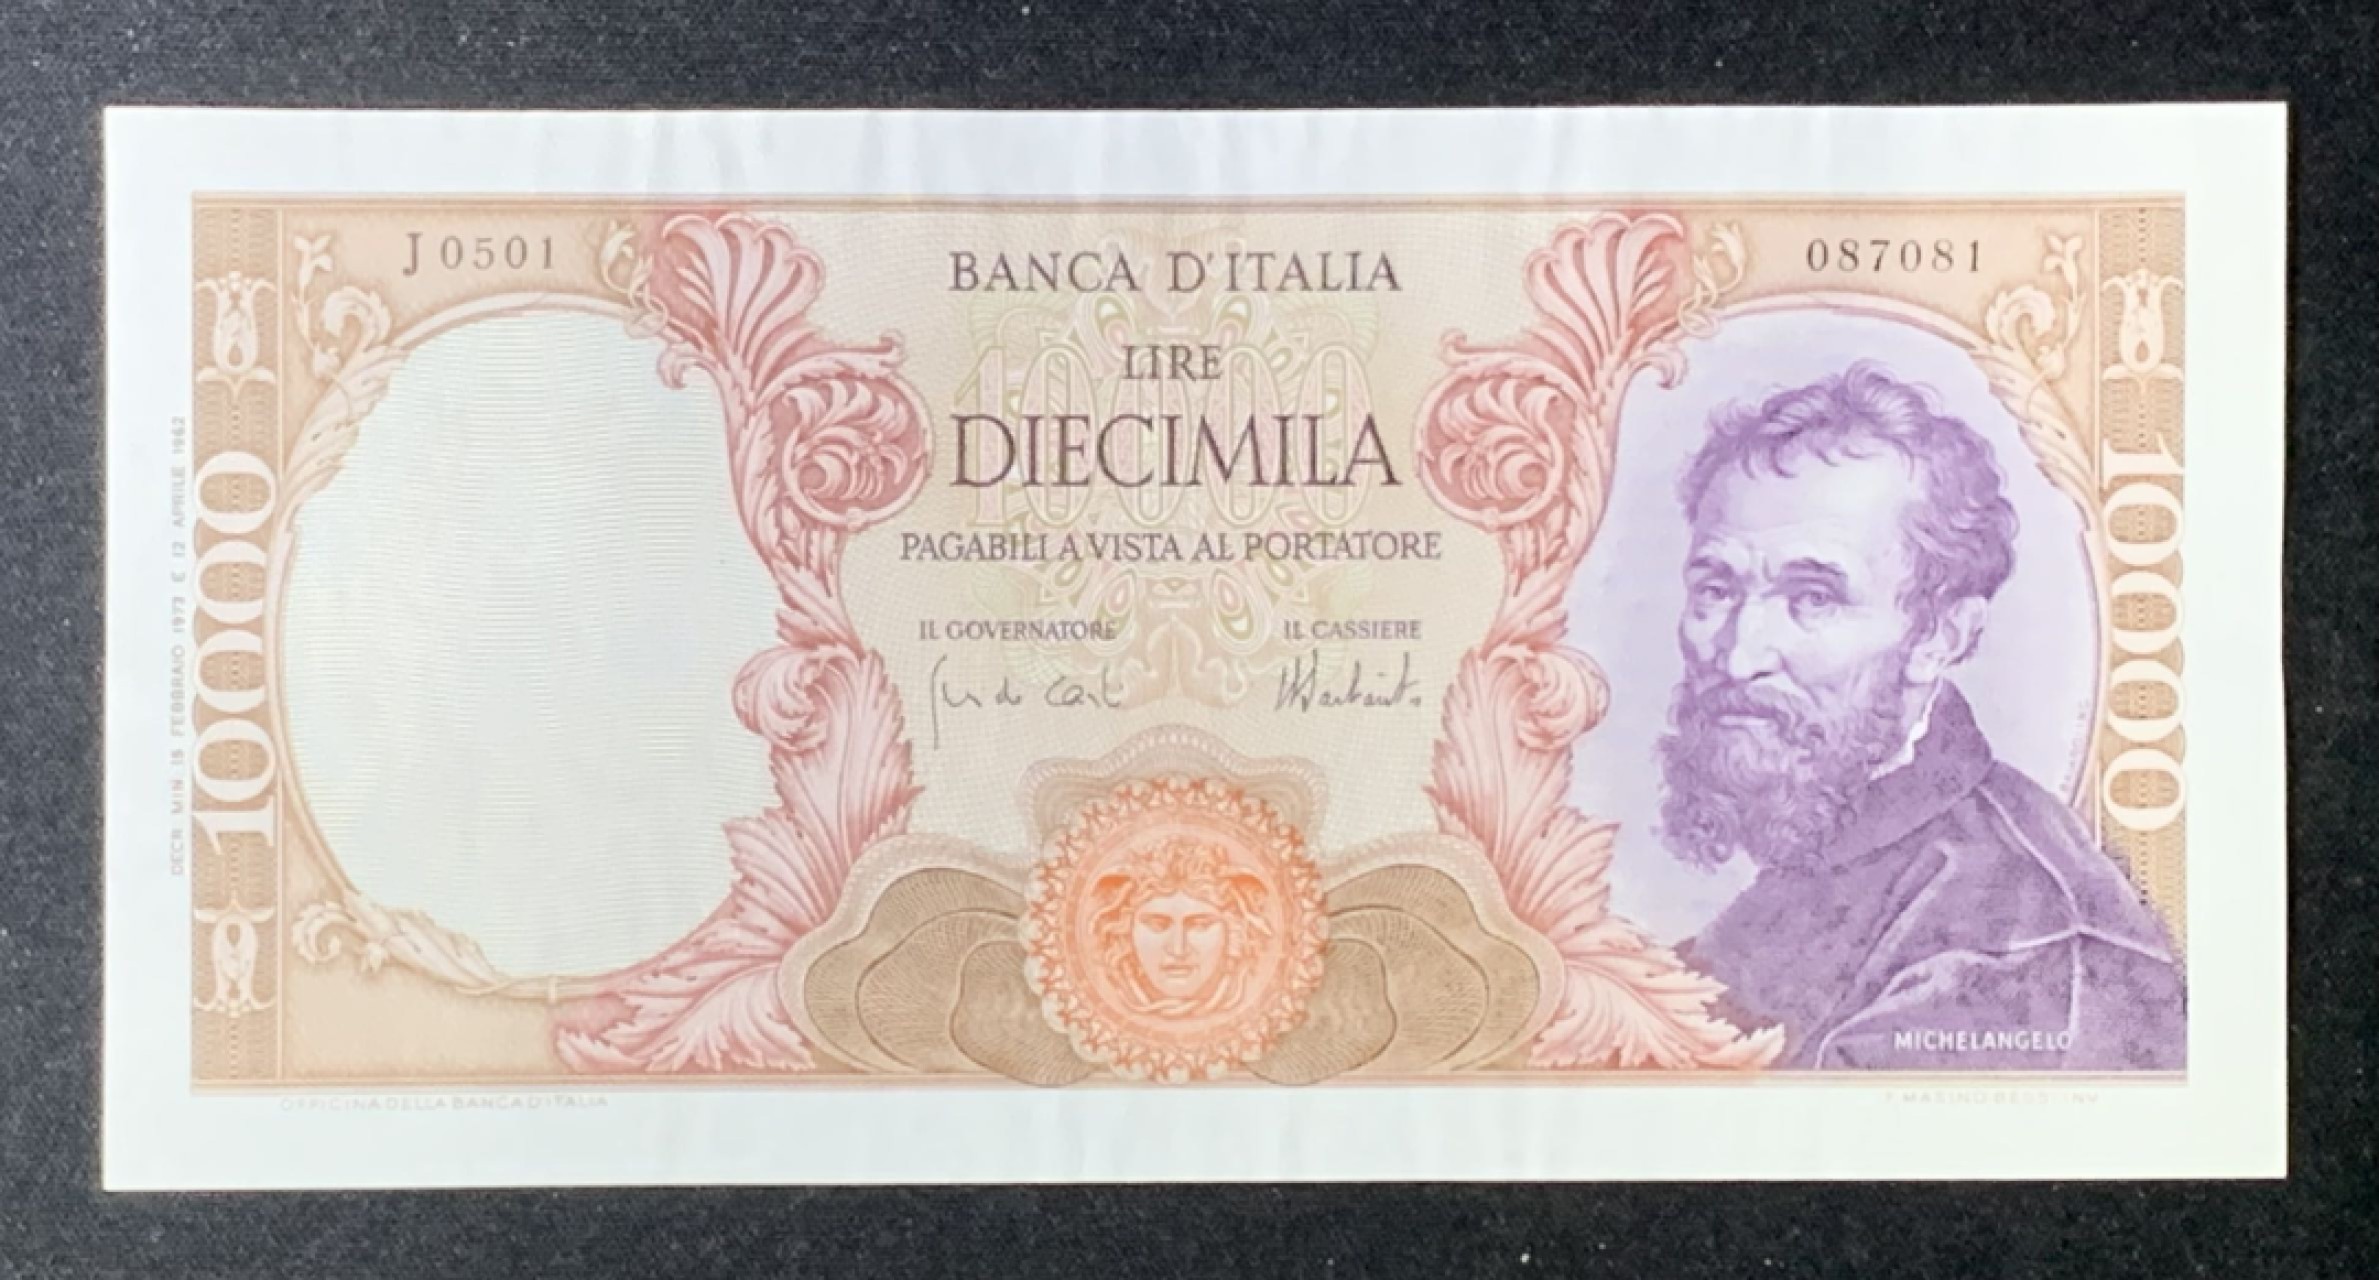 J 0501
087081
BANCA D'ITALIA
LIRE
10000
DIECIMILA
PAGABILI A VISTA AL PORTATORE
IL GOVERNATORE
IL CASSIERE
10000
10000
DECR. MIN. 15 FEBBRAIO 1973 E 12 APRILE 1962
MICHELANGELO
OFFICINA DELLA BANCA D'ITALIA